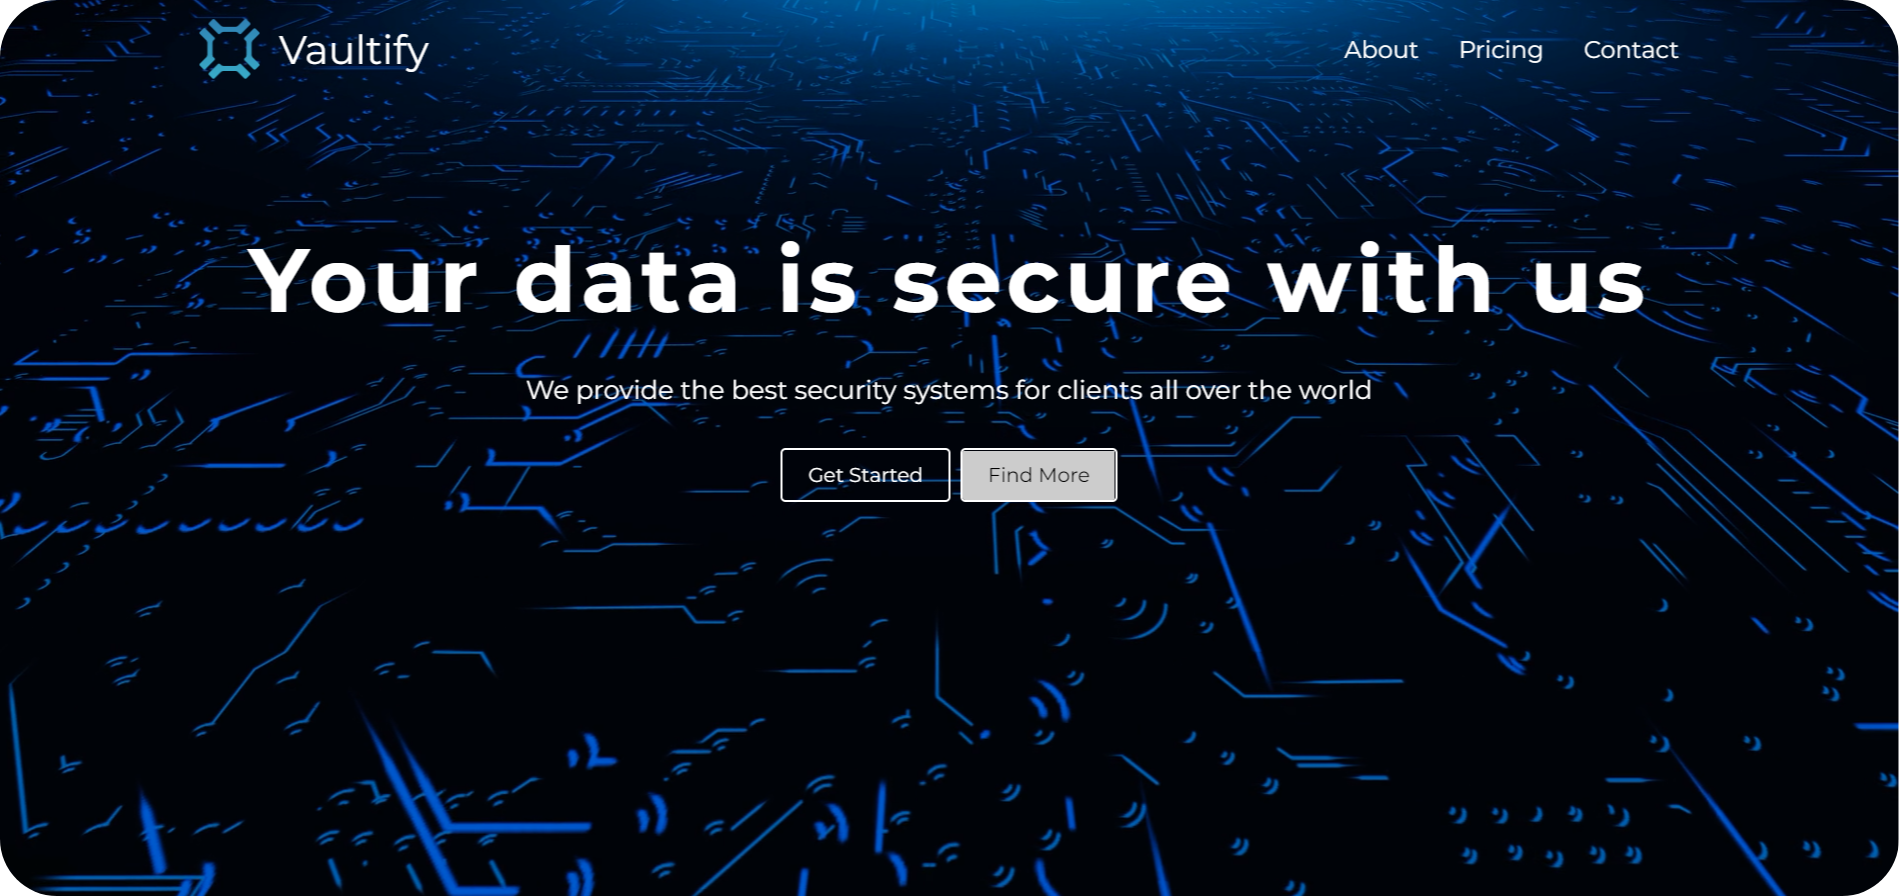 Vaultify
About Pricing Contact
Your data is secure with us
We provide the best security systems for clients all over the world
Get Started Find More